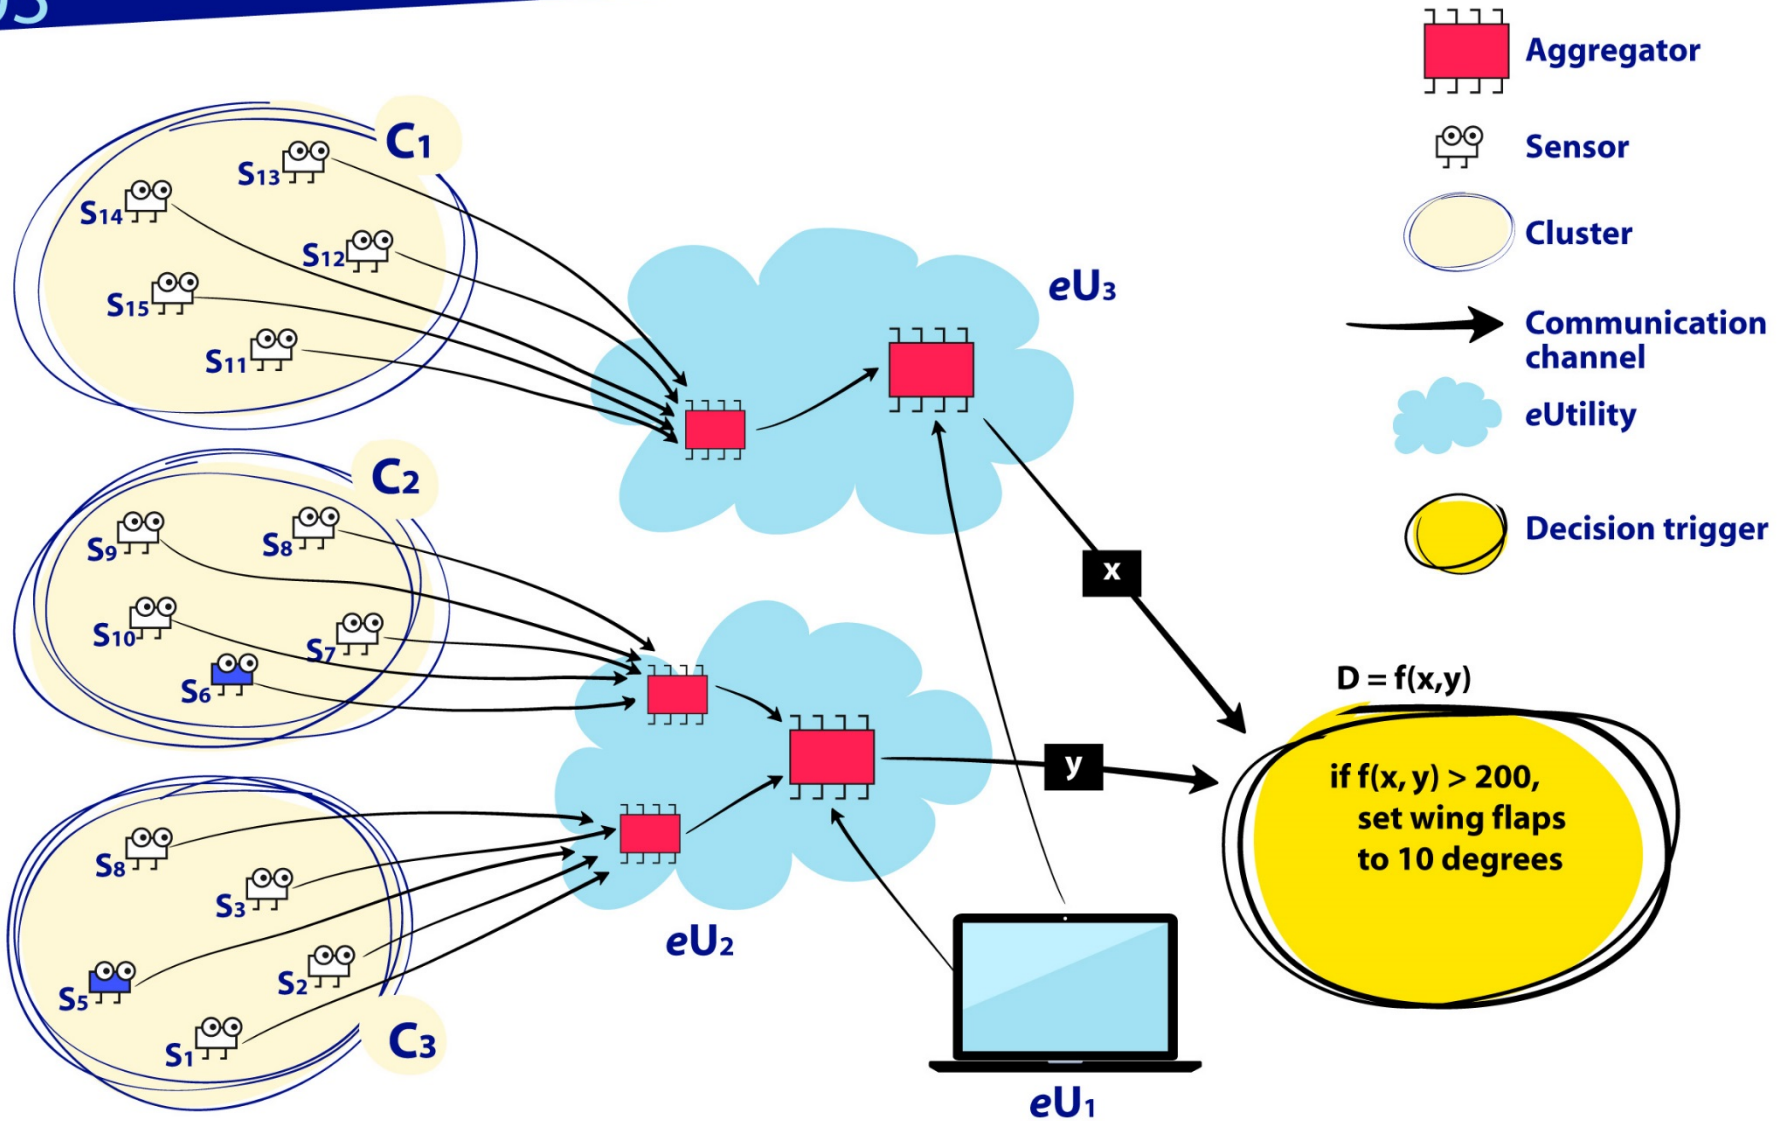 03
Aggregator
Sensor
Cluster
Communication
channel
eUtility
Decision trigger
C1
S13
S14
S12
S15
S11
eU3
C2
S9
S8
S10
S7
S6
x
y
D = f(x,y)
if f(x, y) > 200,
set wing flaps
to 10 degrees
S8
S3
S5
S2
S1
C3
eU2
eU1